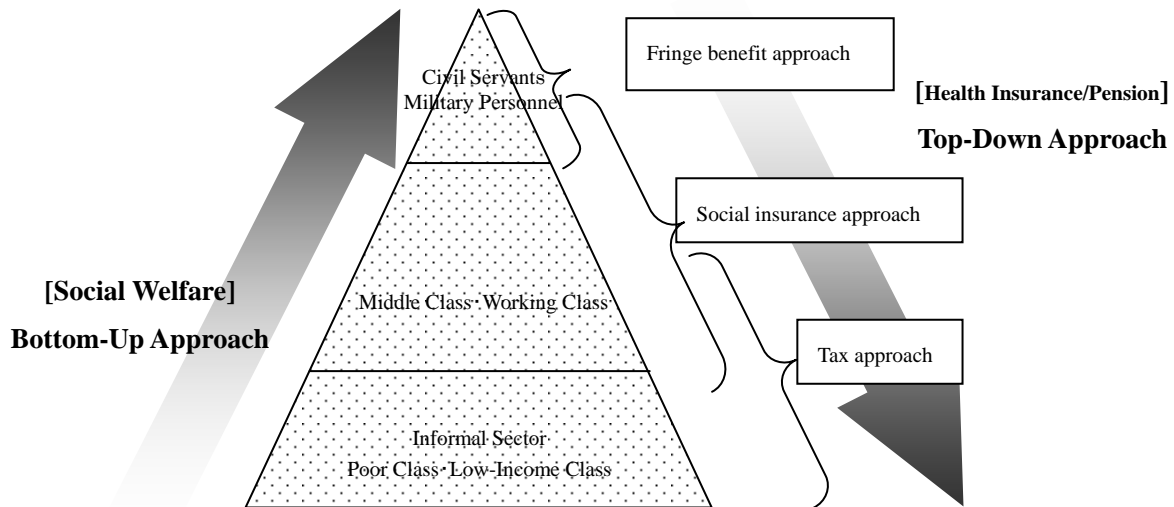 Civil Servants
Military Personnel
Fringe benefit approach
[Health Insurance/Pension]
Top-Down Approach
Social insurance approach
[Social Welfare]
Bottom-Up Approach
Middle Class·Working Class
Tax approach
Informal Sector
Poor Class·Low-Income Class